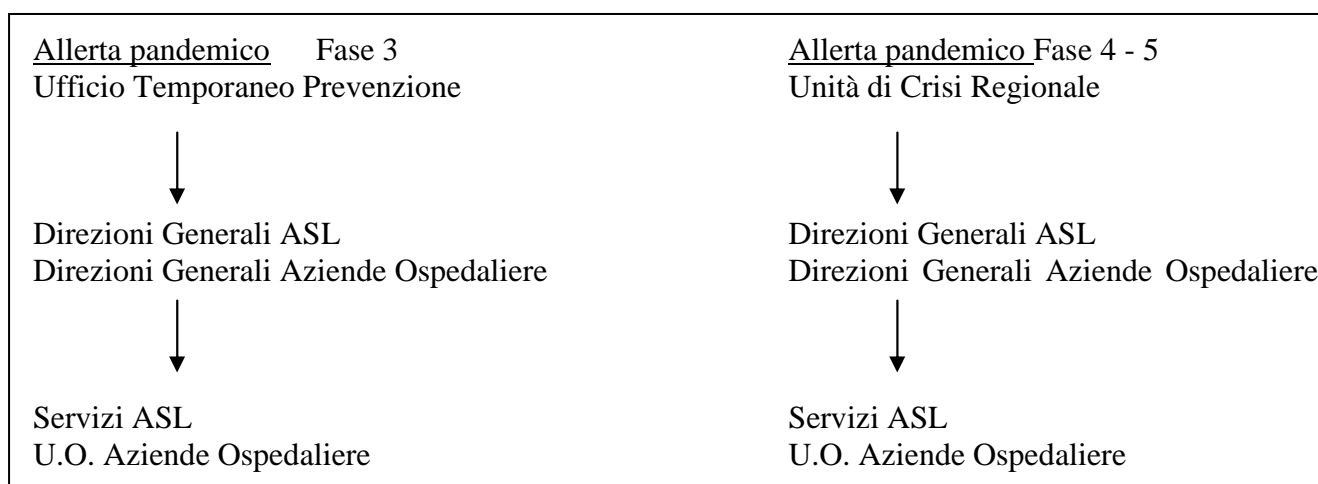 Allerta pandemico Fase 3
Ufficio Temporaneo Prevenzione
Direzioni Generali ASL
Direzioni Generali Aziende Ospedaliere
Servizi ASL
U.O. Aziende Ospedaliere
Allerta pandemico Fase 4 - 5
Unità di Crisi Regionale
Direzioni Generali ASL
Direzioni Generali Aziende Ospedaliere
Servizi ASL
U.O. Aziende Ospedaliere